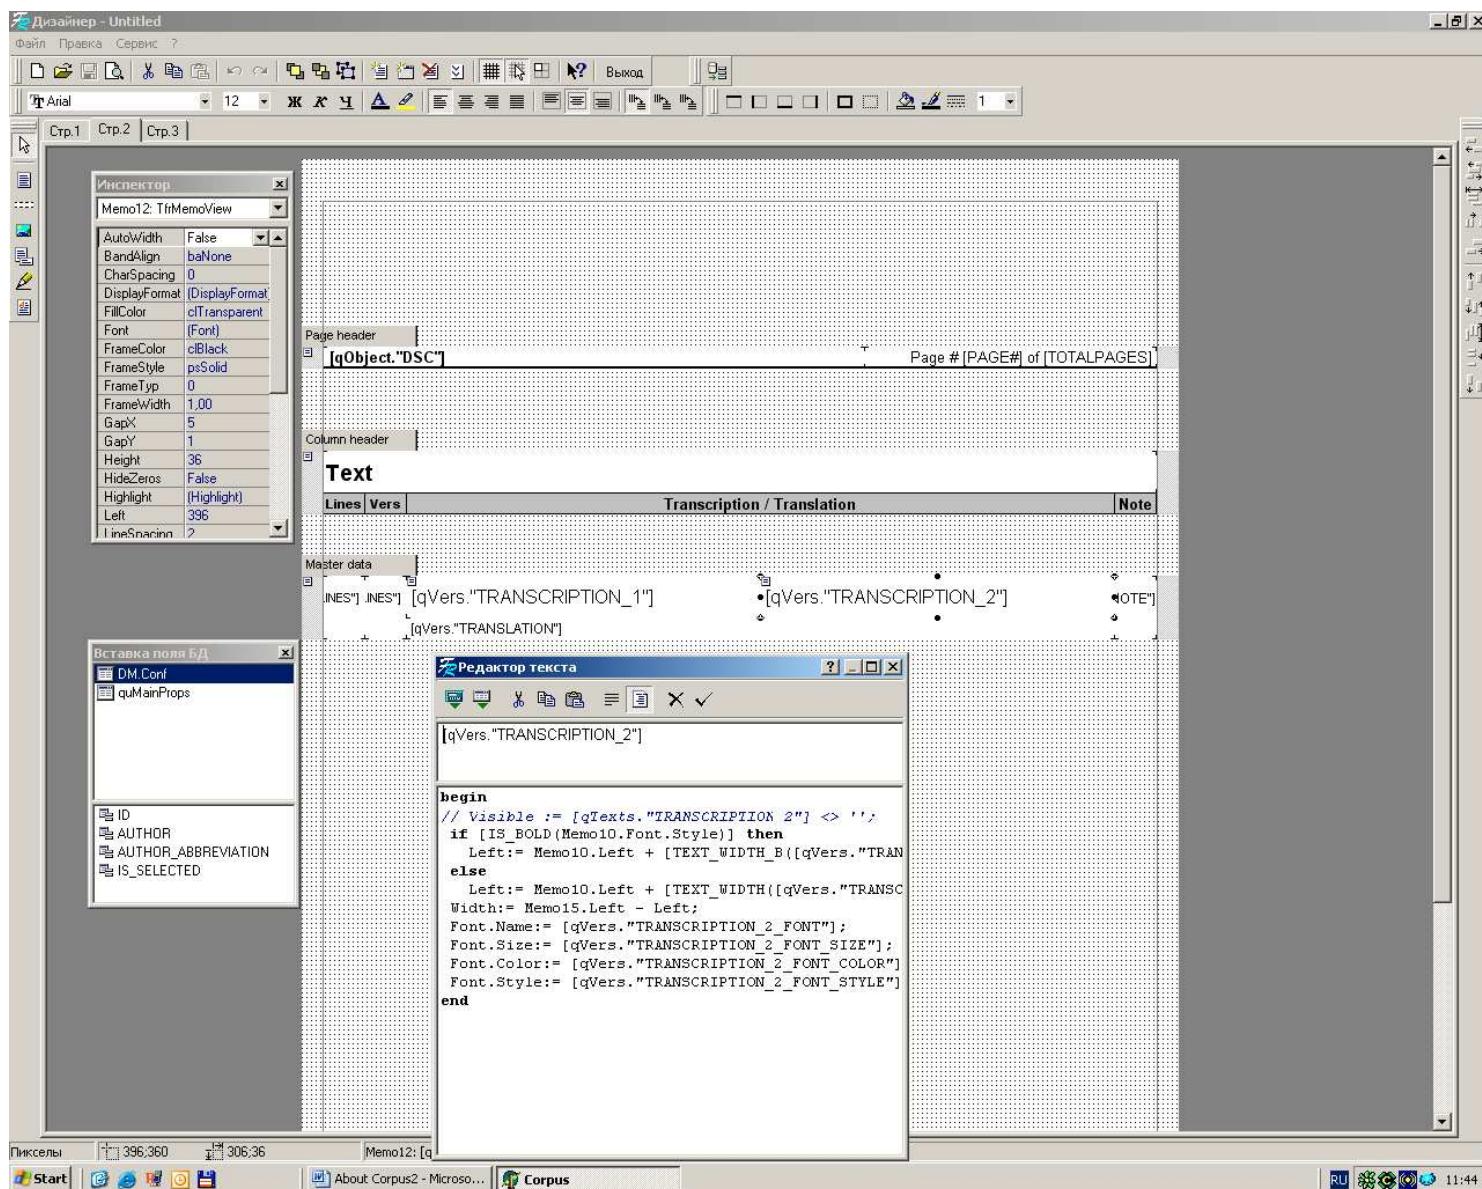 Дизайнер - Untitled
Файл Правка Сервис ?
Выход
Arial 12 Ж К Ч 1
Стр.1 Стр.2 Стр.3
Инспектор
Memo12: TfrMemoView
AutoWidth False
BandAlign baNone
CharSpacing 0
DisplayFormat (DisplayFormat)
FillColor clTransparent
Font (Font)
FrameColor clBlack
FrameStyle psSolid
FrameTyp 0
FrameWidth 1,00
GapX 5
GapY 1
Height 36
HideZeros False
Highlight (Highlight)
Left 396
LineSpacing 2
Page header
[qObject."DSC"] Page # [PAGE#] of [TOTALPAGES]
Column header
Text
Lines Vers Transcription / Translation Note
Master data
.INES"] .INES"] [qVers."TRANSCRIPTION_1"] [qVers."TRANSCRIPTION_2"] IOTE"]
[qVers."TRANSLATION"]
Вставка поля БД
DM.Conf
quMainProps
ID
AUTHOR
AUTHOR_ABBREVIATION
IS_SELECTED
Редактор текста
[qVers."TRANSCRIPTION_2"]
begin
// Visible := [qTexts."TRANSCRIPTION 2"] <> '';
if [IS_BOLD(Memo10.Font.Style)] then
Left:= Memo10.Left + [TEXT_WIDTH_B([qVers."TRAN
else
Left:= Memo10.Left + [TEXT_WIDTH([qVers."TRANSC
Width:= Memo15.Left - Left;
Font.Name:= [qVers."TRANSCRIPTION_2_FONT"];
Font.Size:= [qVers."TRANSCRIPTION_2_FONT_SIZE"];
Font.Color:= [qVers."TRANSCRIPTION_2_FONT_COLOR"]
Font.Style:= [qVers."TRANSCRIPTION_2_FONT_STYLE"]
end
Пикселы 396;360 306;36 Memo12: [q
Start About Corpus2 - Microso... Corpus RU 11:44